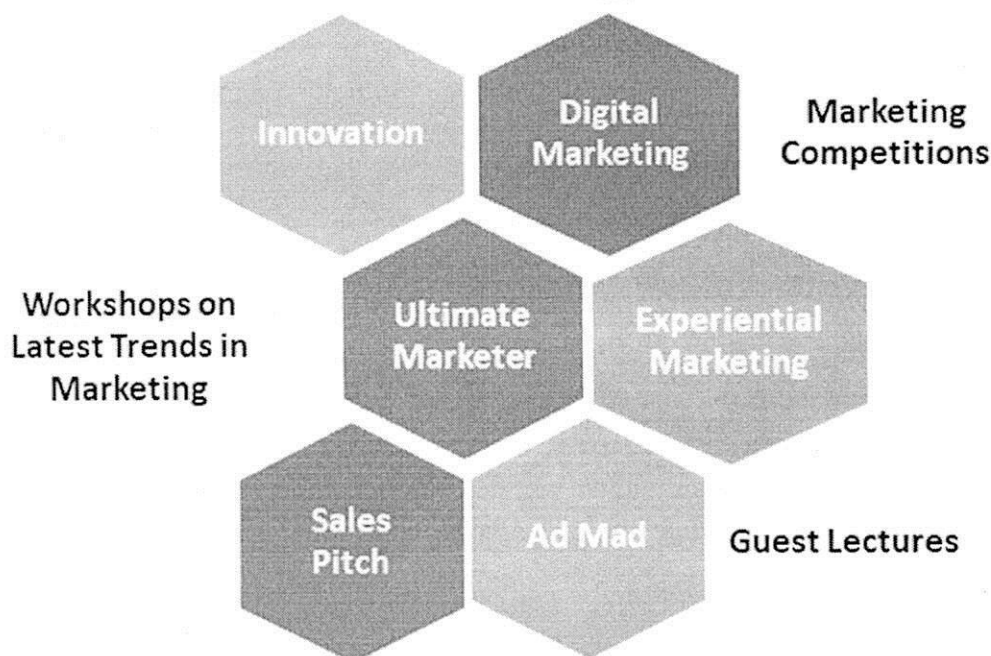 Innovation
Digital
Marketing
Marketing
Competitions
Workshops on
Latest Trends in
Marketing
Ultimate
Marketer
Experiential
Marketing
Sales
Pitch
Ad Mad
Guest Lectures